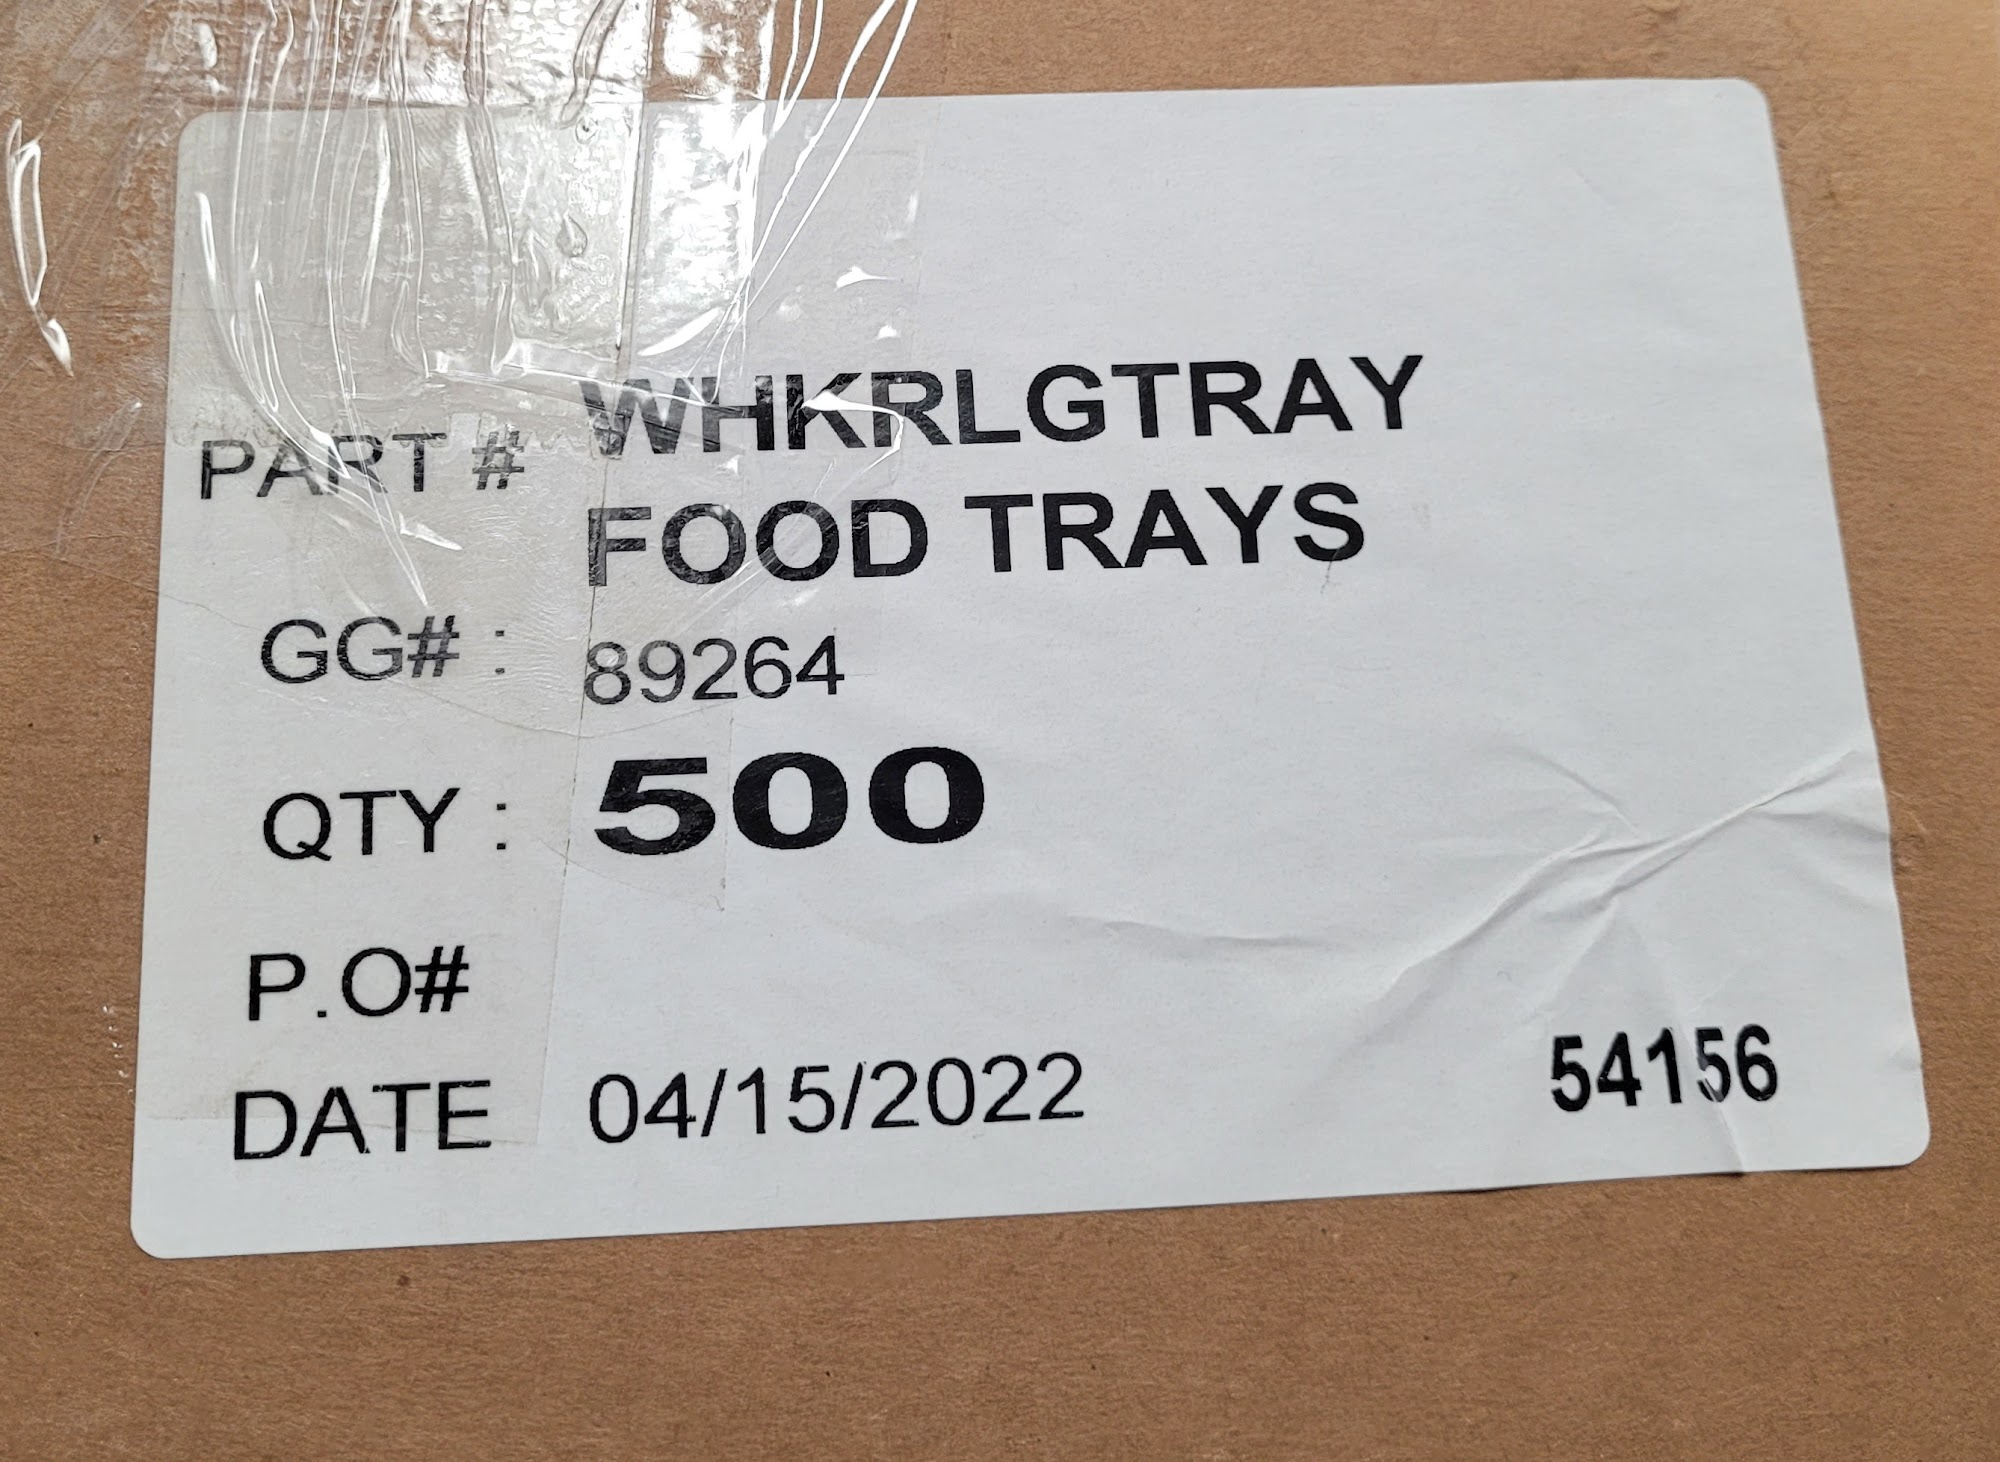 PART # WHKRLGTRAY
FOOD TRAYS
GG# : 89264
QTY : 500
P.O#
DATE 04/15/2022 54156